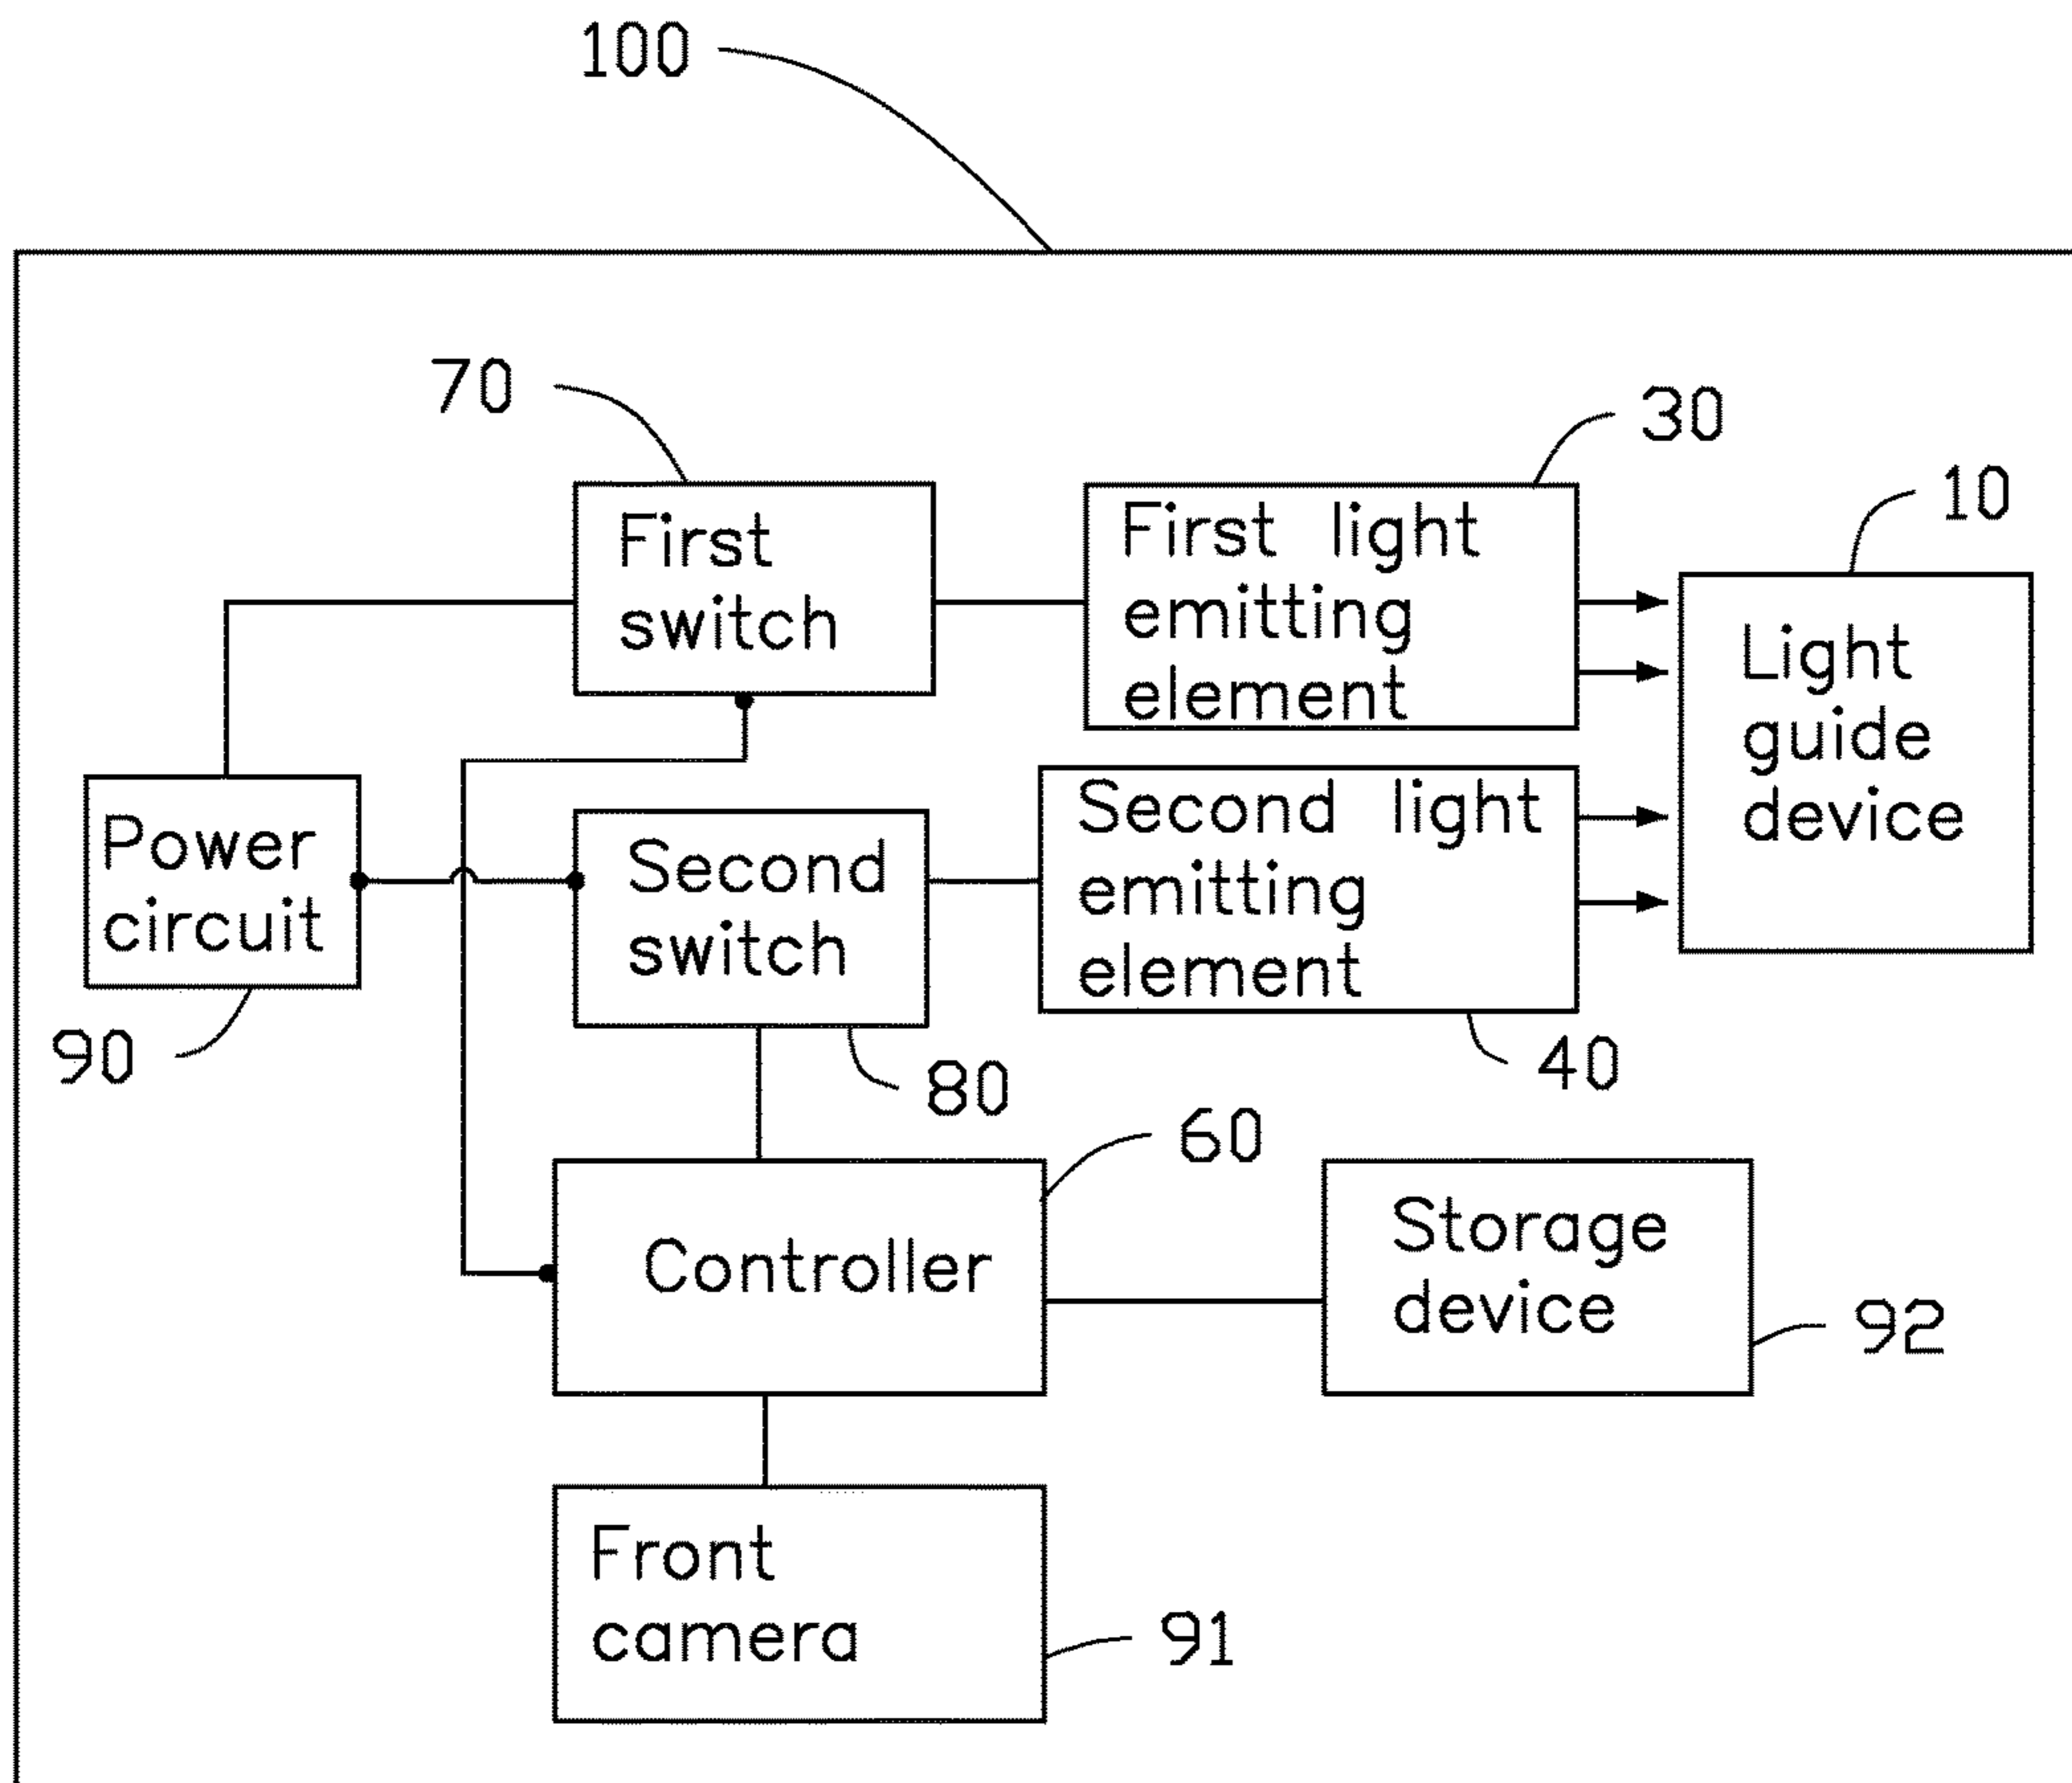 100
70
30
10
First
switch
First light
emitting
element
Light
guide
device
Power
circuit
90
Second
switch
80
Second light
emitting
element
40
60
Controller
Storage
device
92
Front
camera
91